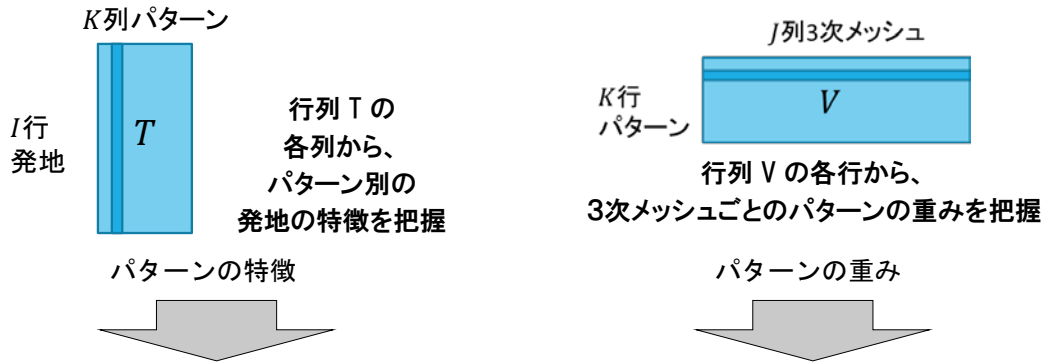 K列パターン
I行
発地
T
行列 T の
各列から、
パターン別の
発地の特徴を把握
パターンの特徴
J列3次メッシュ
K行
パターン
V
行列 V の各行から、
3次メッシュごとのパターンの重みを把握
パターンの重み